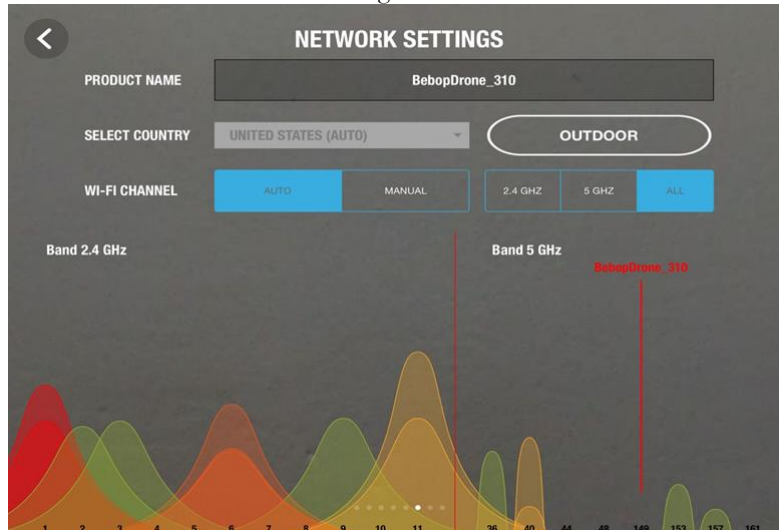 NETWORK SETTINGS
PRODUCT NAME
BebopDrone_310
SELECT COUNTRY
UNITED STATES (AUTO)
OUTDOOR
WI-FI CHANNEL
AUTO
MANUAL
2.4 GHZ
5 GHZ
ALL
Band 2.4 GHz
Band 5 GHz
BebopDrone_310
1 2 3 4 5 6 7 8 9 10 11 36 40 44 48 149 153 157 161